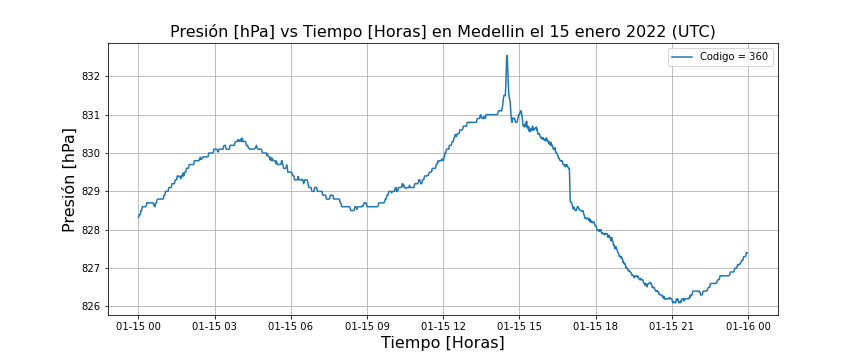 Presión [hPa] vs Tiempo [Horas] en Medellin el 15 enero 2022 (UTC)
Codigo = 360
Presión [hPa]
832
831
830
829
828
827
826
01-15 00 01-15 03 01-15 06 01-15 09 01-15 12 01-15 15 01-15 18 01-15 21 01-16 00
Tiempo [Horas]